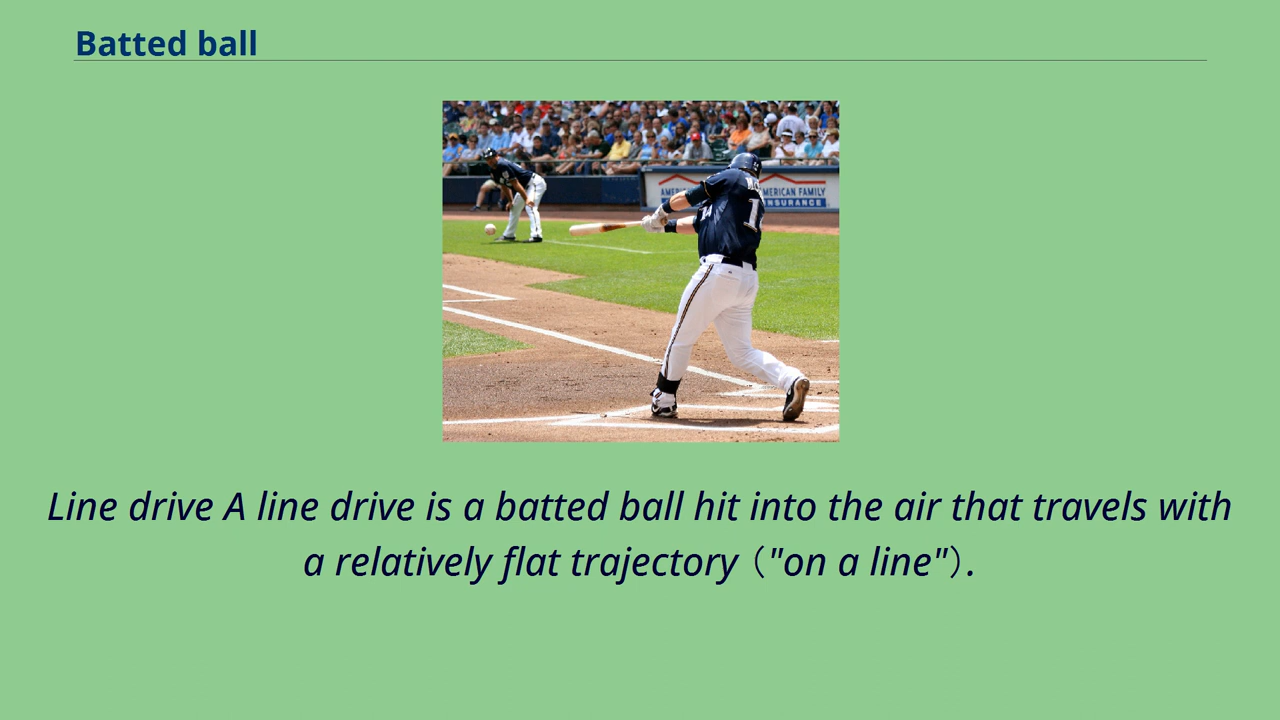 Batted ball
AMERICAN FAMILY
INSURANCE
Line drive A line drive is a batted ball hit into the air that travels with
a relatively flat trajectory ("on a line").